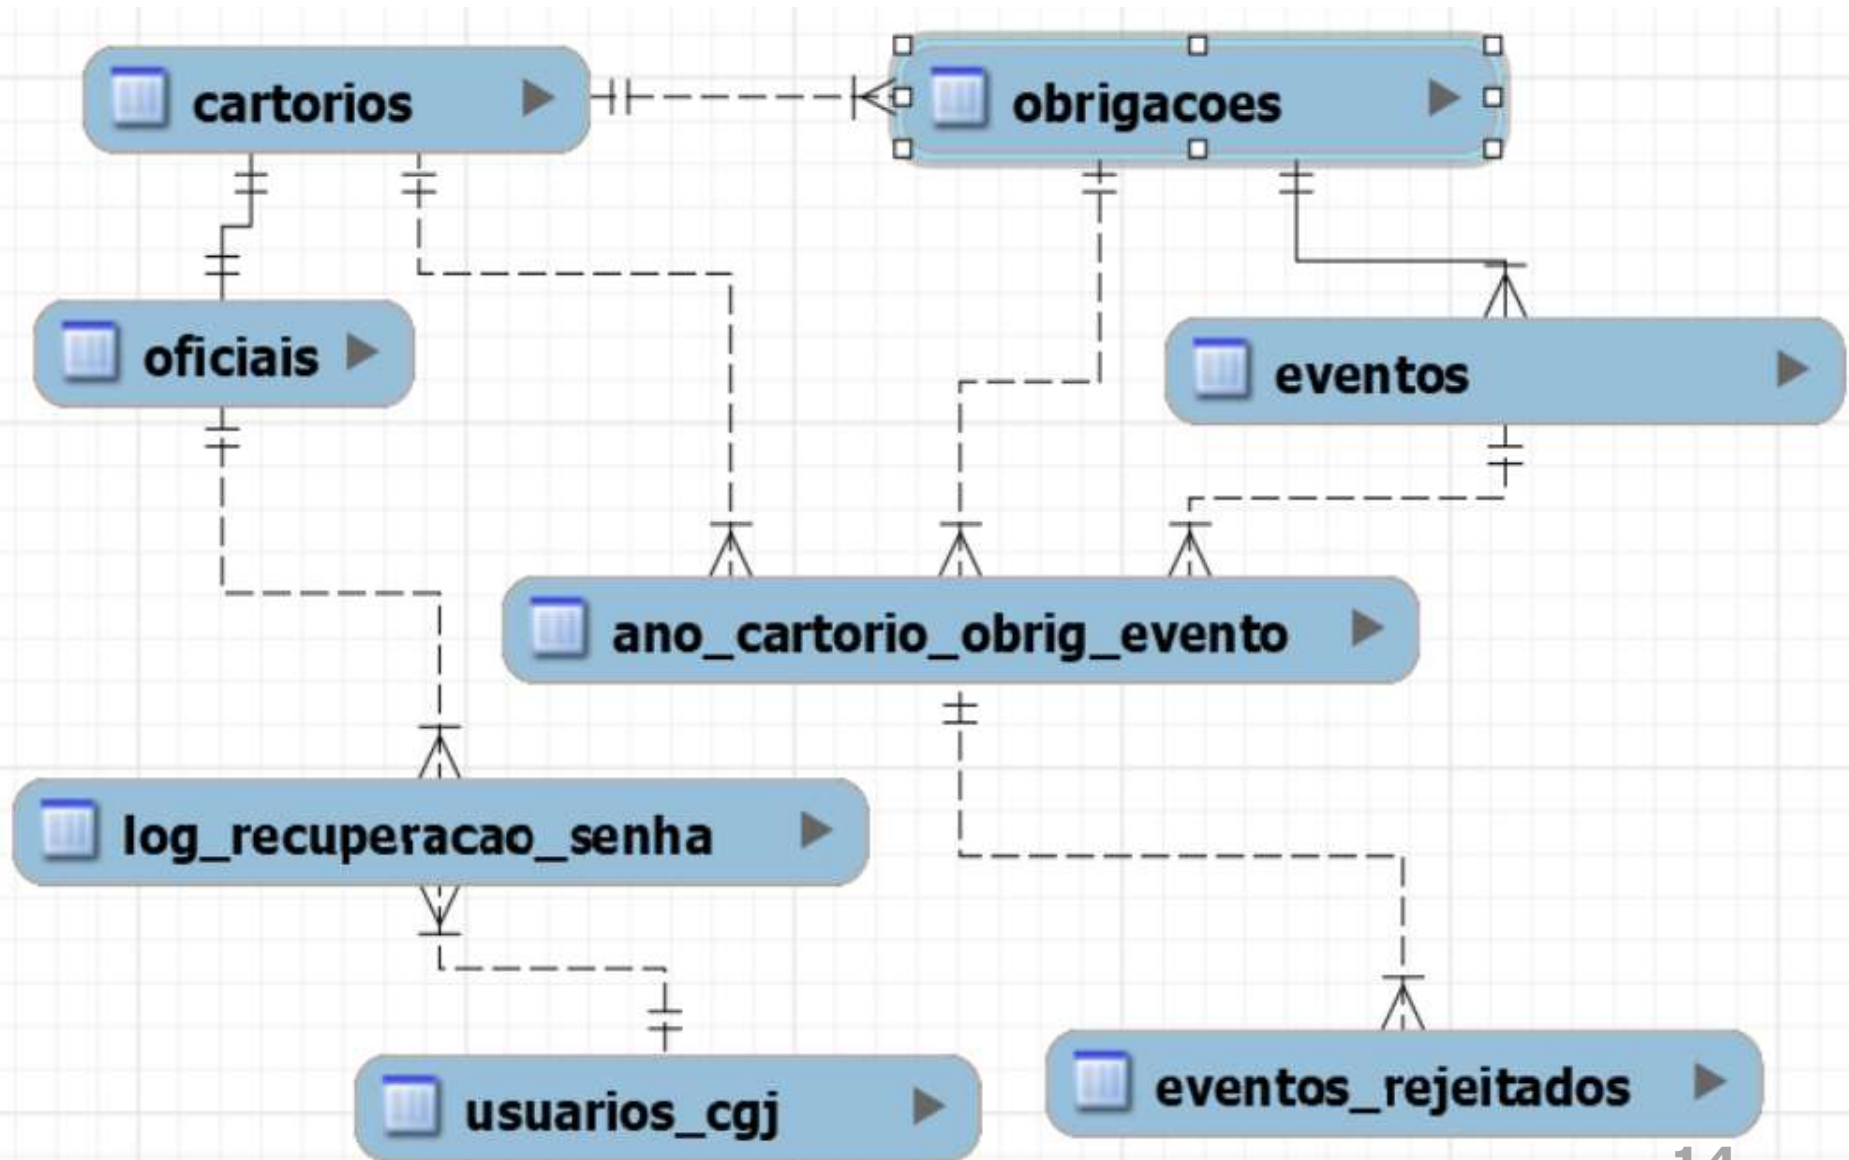 cartorios
obrigacoes
oficiais
eventos
ano_cartorio_obrig_evento
log_recuperacao_senha
usuarios_cgj
eventos_rejeitados